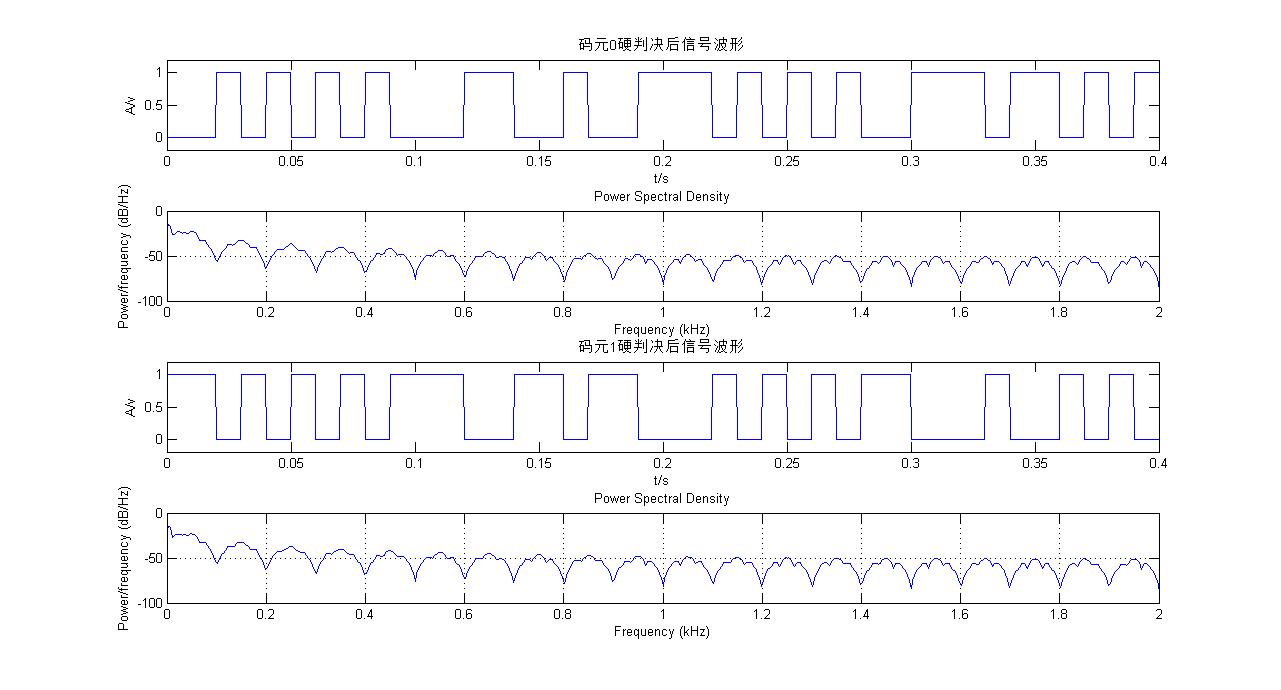 码元0硬判决后信号波形
A/v
1
0.5
0
0 0.05 0.1 0.15 0.2 0.25 0.3 0.35 0.4
t/s
Power Spectral Density
Power/frequency (dB/Hz)
0
-50
-100
0 0.2 0.4 0.6 0.8 1 1.2 1.4 1.6 1.8 2
Frequency (kHz)
码元1硬判决后信号波形
A/v
1
0.5
0
0 0.05 0.1 0.15 0.2 0.25 0.3 0.35 0.4
t/s
Power Spectral Density
Power/frequency (dB/Hz)
0
-50
-100
0 0.2 0.4 0.6 0.8 1 1.2 1.4 1.6 1.8 2
Frequency (kHz)